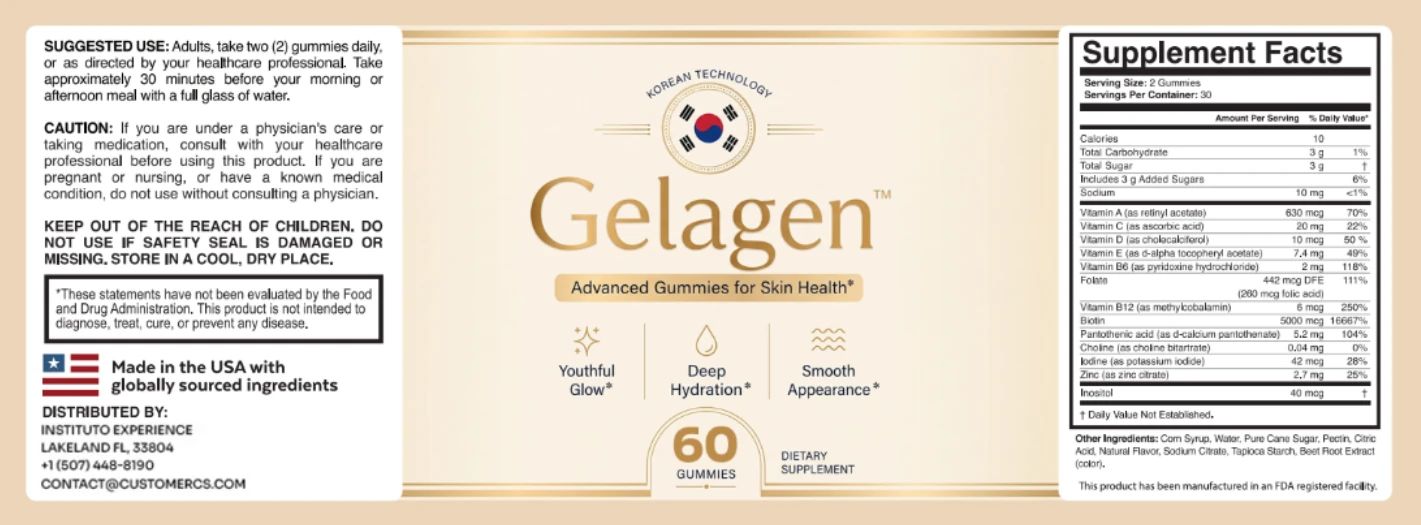 SUGGESTED USE: Adults, take two (2) gummies daily,
or as directed by your healthcare professional. Take
approximately 30 minutes before your morning or
afternoon meal with a full glass of water.
CAUTION: If you are under a physician's care or
taking medication, consult with your healthcare
professional before using this product. If you are
pregnant or nursing, or have a known medical
condition, do not use without consulting a physician.
KEEP OUT OF THE REACH OF CHILDREN. DO
NOT USE IF SAFETY SEAL IS DAMAGED OR
MISSING. STORE IN A COOL, DRY PLACE.
*These statements have not been evaluated by the Food
and Drug Administration. This product is not intended to
diagnose, treat, cure, or prevent any disease.
Made in the USA with
globally sourced ingredients
DISTRIBUTED BY:
INSTITUTO EXPERIENCE
LAKELAND FL, 33804
+1 (507) 448-8190
CONTACT@CUSTOMERCS.COM
KOREAN TECHNOLOGY
Gelagen™
Advanced Gummies for Skin Health*
Youthful
Glow*
Deep
Hydration*
Smooth
Appearance*
60
GUMMIES
DIETARY
SUPPLEMENT
Supplement Facts
Serving Size: 2 Gummies
Servings Per Container: 30
Amount Per Serving % Daily Value*
Calories 10
Total Carbohydrate 3 g 1%
Total Sugar 3 g †
Includes 3 g Added Sugars 6%
Sodium 10 mg <1%
Vitamin A (as retinyl acetate) 630 mcg 70%
Vitamin C (as ascorbic acid) 20 mg 22%
Vitamin D (as cholecalciferol) 10 mcg 50 %
Vitamin E (as d-alpha tocopheryl acetate) 7.4 mg 49%
Vitamin B6 (as pyridoxine hydrochloride) 2 mg 118%
Folate 442 mcg DFE 111%
(260 mcg folic acid)
Vitamin B12 (as methylcobalamin) 6 mcg 250%
Biotin 5000 mcg 16667%
Pantothenic acid (as d-calcium pantothenate) 5.2 mg 104%
Choline (as choline bitartrate) 0.04 mg 0%
Iodine (as potassium iodide) 42 mcg 28%
Zinc (as zinc citrate) 2.7 mg 25%
Inositol 40 mcg †
† Daily Value Not Established.
Other Ingredients: Corn Syrup, Water, Pure Cane Sugar, Pectin, Citric
Acid, Natural Flavor, Sodium Citrate, Tapioca Starch, Beet Root Extract
(color).
This product has been manufactured in an FDA registered facility.